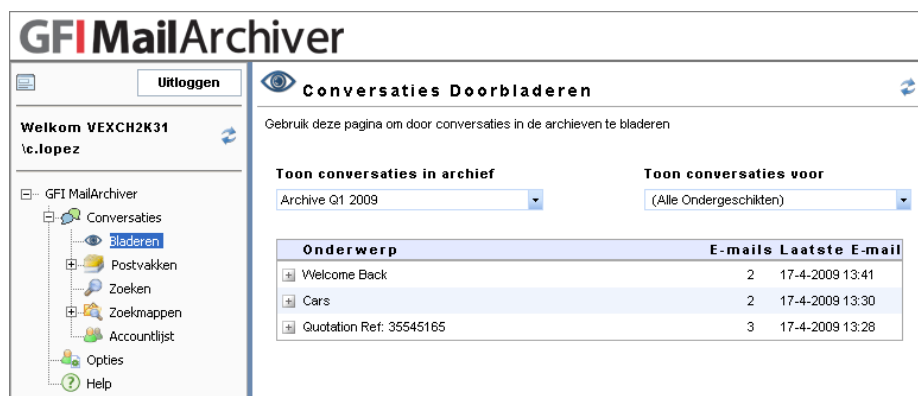 GFI MailArchiver
Uitloggen
Welkom VEXCH2K31
\c.lopez
GFI MailArchiver
Conversaties
Bladeren
Postvakken
Zoeken
Zoekmappen
Accountlijst
Opties
Help
Conversaties Doorbladeren
Gebruik deze pagina om door conversaties in de archieven te bladeren
Toon conversaties in archief
Archive Q1 2009
Toon conversaties voor
(Alle Ondergeschikten)
Onderwerp E-mails Laatste E-mail
Welcome Back 2 17-4-2009 13:41
Cars 2 17-4-2009 13:30
Quotation Ref: 35545165 3 17-4-2009 13:28